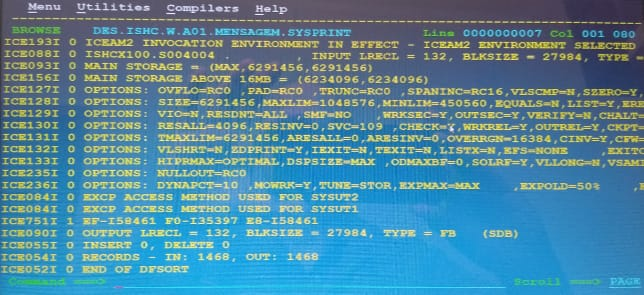 Menu Utilities Compilers Help
BROWSE DES.ISHC.W.A01.MENSAGEM.SYSPRINT Line 0000000007 Col 001 080
ICE193I 0 ICEAM2 INVOCATION ENVIRONMENT IN EFFECT - ICEAM2 ENVIRONMENT SELECTED
ICE088I 0 ISHCX100.S004004 . , INPUT LRECL = 132, BLKSIZE = 27984, TYPE =
ICE093I 0 MAIN STORAGE = (MAX,6291456,6291456)
ICE156I 0 MAIN STORAGE ABOVE 16MB = (6234096,6234096)
ICE127I 0 OPTIONS: OVFLO=RC0 ,PAD=RC0 ,TRUNC=RC0 ,SPANINC=RC16,VLSCMP=N,SZERO=Y,
ICE128I 0 OPTIONS: SIZE=6291456,MAXLIM=1048576,MINLIM=450560,EQUALS=N,LIST=Y,ER
ICE129I 0 OPTIONS: VIO=N,RESDNT=ALL ,SMF=NO ,WRKSEC=Y,OUTSEC=Y,VERIFY=N,CHALT=
ICE130I 0 OPTIONS: RESALL=4096,RESINV=0,SVC=109 ,CHECK=Y,WRKREL=Y,OUTREL=Y,CKPT
ICE131I 0 OPTIONS: TMAXLIM=6291456,ARESALL=0,ARESINV=0,OVERRGN=16384,CINV=Y,CFW=
ICE132I 0 OPTIONS: VLSHRT=N,ZDPRINT=Y,IEXIT=N,TEXIT=N,LISTX=N,EFS=NONE ,EXITC
ICE133I 0 OPTIONS: HIPRMAX=OPTIMAL,DSPSIZE=MAX ,ODMAXBF=0,SOLRF=Y,VLLONG=N,VSAM
ICE235I 0 OPTIONS: NULLOUT=RC0
ICE236I 0 OPTIONS: DYNAPCT=10 ,MOWRK=Y,TUNE=STOR,EXPMAX=MAX ,EXPOLD=50% ,
ICE084I 0 EXCP ACCESS METHOD USED FOR SYSUT2
ICE084I 0 EXCP ACCESS METHOD USED FOR SYSUT1
ICE751I 1 EF-I58461 F0-I35397 E8-I58461
ICE090I 0 OUTPUT LRECL = 132, BLKSIZE = 27984, TYPE = FB (SDB)
ICE055I 0 INSERT 0, DELETE 0
ICE054I 0 RECORDS - IN: 1468, OUT: 1468
ICE052I 0 END OF DFSORT
Command ===> Scroll ===> PAGE